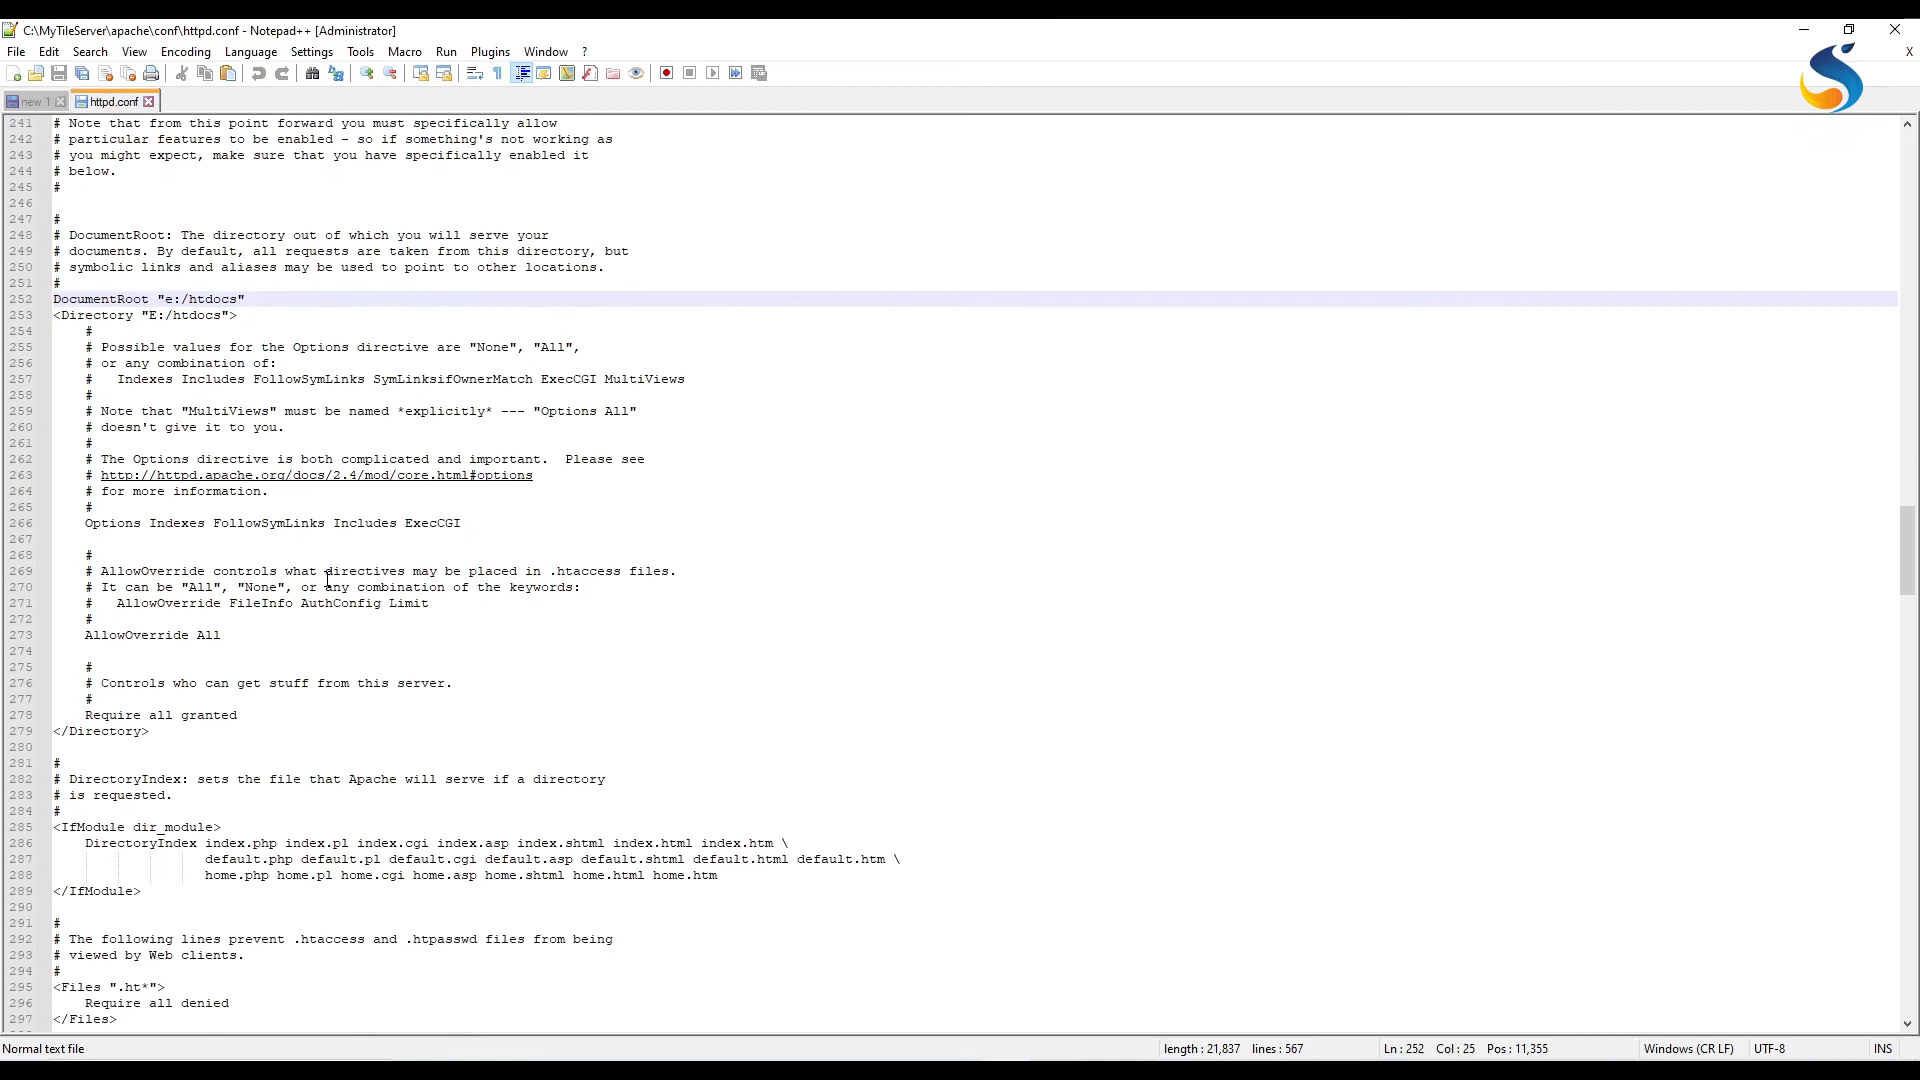 C:\MyTileServer\apache\conf\httpd.conf - Notepad++ [Administrator]
File Edit Search View Encoding Language Settings Tools Macro Run Plugins Window ?
X
new 1 httpd.conf
241 # Note that from this point forward you must specifically allow
242 # particular features to be enabled - so if something's not working as
243 # you might expect, make sure that you have specifically enabled it
244 # below.
245 #
246
247 #
248 # DocumentRoot: The directory out of which you will serve your
249 # documents. By default, all requests are taken from this directory, but
250 # symbolic links and aliases may be used to point to other locations.
251 #
252 DocumentRoot "e:/htdocs"
253 <Directory "E:/htdocs">
254 #
255 # Possible values for the Options directive are "None", "All",
256 # or any combination of:
257 # Indexes Includes FollowSymLinks SymLinksifOwnerMatch ExecCGI MultiViews
258 #
259 # Note that "MultiViews" must be named *explicitly* --- "Options All"
260 # doesn't give it to you.
261 #
262 # The Options directive is both complicated and important.  Please see
263 # http://httpd.apache.org/docs/2.4/mod/core.html#options
264 # for more information.
265 #
266 Options Indexes FollowSymLinks Includes ExecCGI
267
268 #
269 # AllowOverride controls what directives may be placed in .htaccess files.
270 # It can be "All", "None", or any combination of the keywords:
271 # AllowOverride FileInfo AuthConfig Limit
272 #
273 AllowOverride All
274
275 #
276 # Controls who can get stuff from this server.
277 #
278 Require all granted
279 </Directory>
280
281 #
282 # DirectoryIndex: sets the file that Apache will serve if a directory
283 # is requested.
284 #
285 <IfModule dir_module>
286 DirectoryIndex index.php index.pl index.cgi index.asp index.shtml index.html index.htm \
287 default.php default.pl default.cgi default.asp default.shtml default.html default.htm \
288 home.php home.pl home.cgi home.asp home.shtml home.html home.htm
289 </IfModule>
290
291 #
292 # The following lines prevent .htaccess and .htpasswd files from being
293 # viewed by Web clients.
294 #
295 <Files ".ht*">
296 Require all denied
297 </Files>
Normal text file length : 21,837 lines : 567 Ln : 252 Col : 25 Pos : 11,355 Windows (CR LF) UTF-8 INS